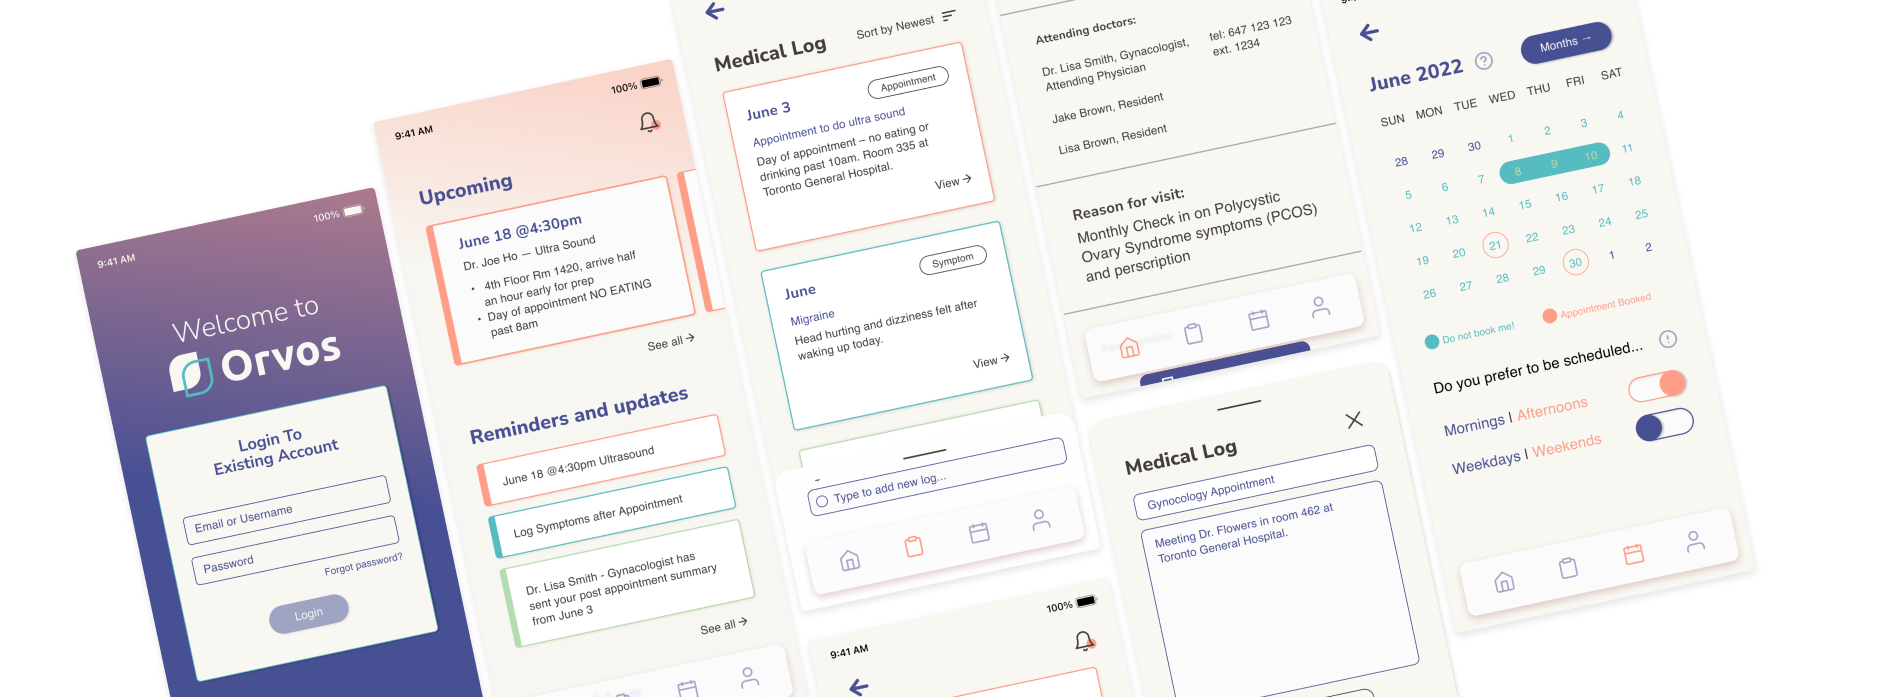 9:41 AM
100%
Welcome to
Orvos
Login To
Existing Account
Email or Username
Password
Forgot password?
Login
9:41 AM
100%
Upcoming
June 18 @4:30pm
Dr. Joe Ho — Ultra Sound
• 4th Floor Rm 1420, arrive half
an hour early for prep
• Day of appointment NO EATING
past 8am
See all →
Reminders and updates
June 18 @4:30pm Ultrasound
Log Symptoms after Appointment
Dr. Lisa Smith - Gynacologist has
sent your post appointment summary
from June 3
See all →
Medical Log
Sort by Newest
Appointment
June 3
Appointment to do ultra sound
Day of appointment – no eating or
drinking past 10am. Room 335 at
Toronto General Hospital.
View →
Symptom
June
Migraine
Head hurting and dizziness felt after
waking up today.
View →
Type to add new log...
9:41 AM
100%
Attending doctors:
Dr. Lisa Smith, Gynacologist,
Attending Physician
tel: 647 123 123
ext. 1234
Jake Brown, Resident
Lisa Brown, Resident
Reason for visit:
Monthly Check in on Polycystic
Ovary Syndrome symptoms (PCOS)
and perscription
Medical Log
Gynocology Appointment
Meeting Dr. Flowers in room 462 at
Toronto General Hospital.
Months →
June 2022
?
SUN MON TUE WED THU FRI SAT
28 29 30 1 2 3 4
5 6 7 8 9 10 11
12 13 14 15 16 17 18
19 20 21 22 23 24 25
26 27 28 29 30 1 2
Do not book me!
Appointment Booked
Do you prefer to be scheduled...
Mornings | Afternoons
Weekdays | Weekends